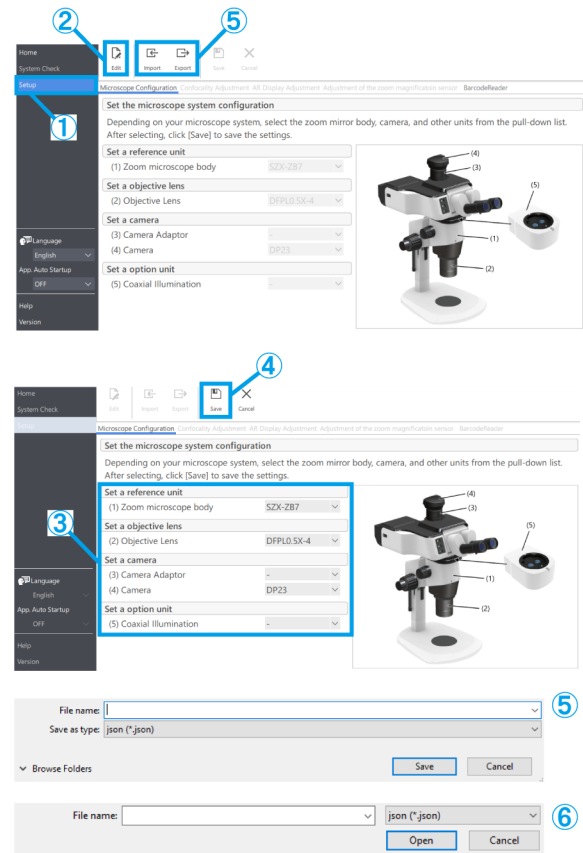 ② ⑤
Home
System Check
Setup
Edit Import Export Save Cancel
Microscope Configuration Confocality Adjustment AR Display Adjustment Adjustment of the zoom magnification sensor BarcodeReader
①
Set the microscope system configuration
Depending on your microscope system, select the zoom mirror body, camera, and other units from the pull-down list.
After selecting, click [Save] to save the settings.
Set a reference unit
(1) Zoom microscope body SZX-ZB7
Set a objective lens
(2) Objective Lens DFPL0.5X-4
Set a camera
(3) Camera Adaptor -
(4) Camera DP23
Set a option unit
(5) Coaxial Illumination -
(4)
(3)
(5)
(1)
(2)
Language
English
App. Auto Startup
OFF
Help
Version
④
Home
System Check
Setup
Edit Import Export Save Cancel
Microscope Configuration Confocality Adjustment AR Display Adjustment Adjustment of the zoom magnification sensor BarcodeReader
③
Set the microscope system configuration
Depending on your microscope system, select the zoom mirror body, camera, and other units from the pull-down list.
After selecting, click [Save] to save the settings.
Set a reference unit
(1) Zoom microscope body SZX-ZB7
Set a objective lens
(2) Objective Lens DFPL0.5X-4
Set a camera
(3) Camera Adaptor -
(4) Camera DP23
Set a option unit
(5) Coaxial Illumination -
(4)
(3)
(5)
(1)
(2)
Language
English
App. Auto Startup
OFF
Help
Version
File name: ⑤
Save as type: json (*.json)
Browse Folders Save Cancel
File name: json (*.json) ⑥
Open Cancel